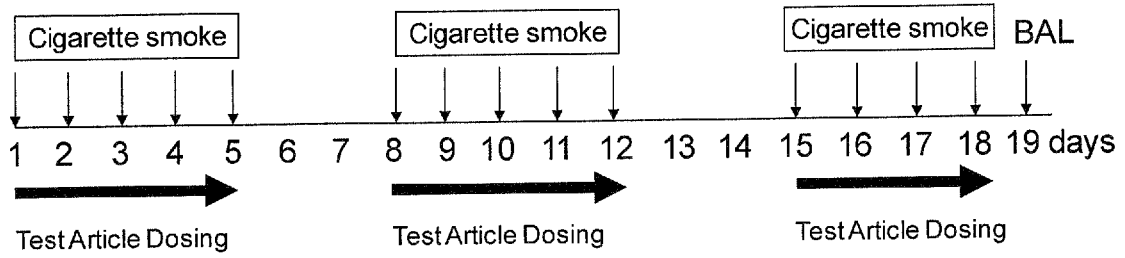 Cigarette smoke Cigarette smoke Cigarette smoke BAL
1 2 3 4 5 6 7 8 9 10 11 12 13 14 15 16 17 18 19 days
Test Article Dosing Test Article Dosing Test Article Dosing